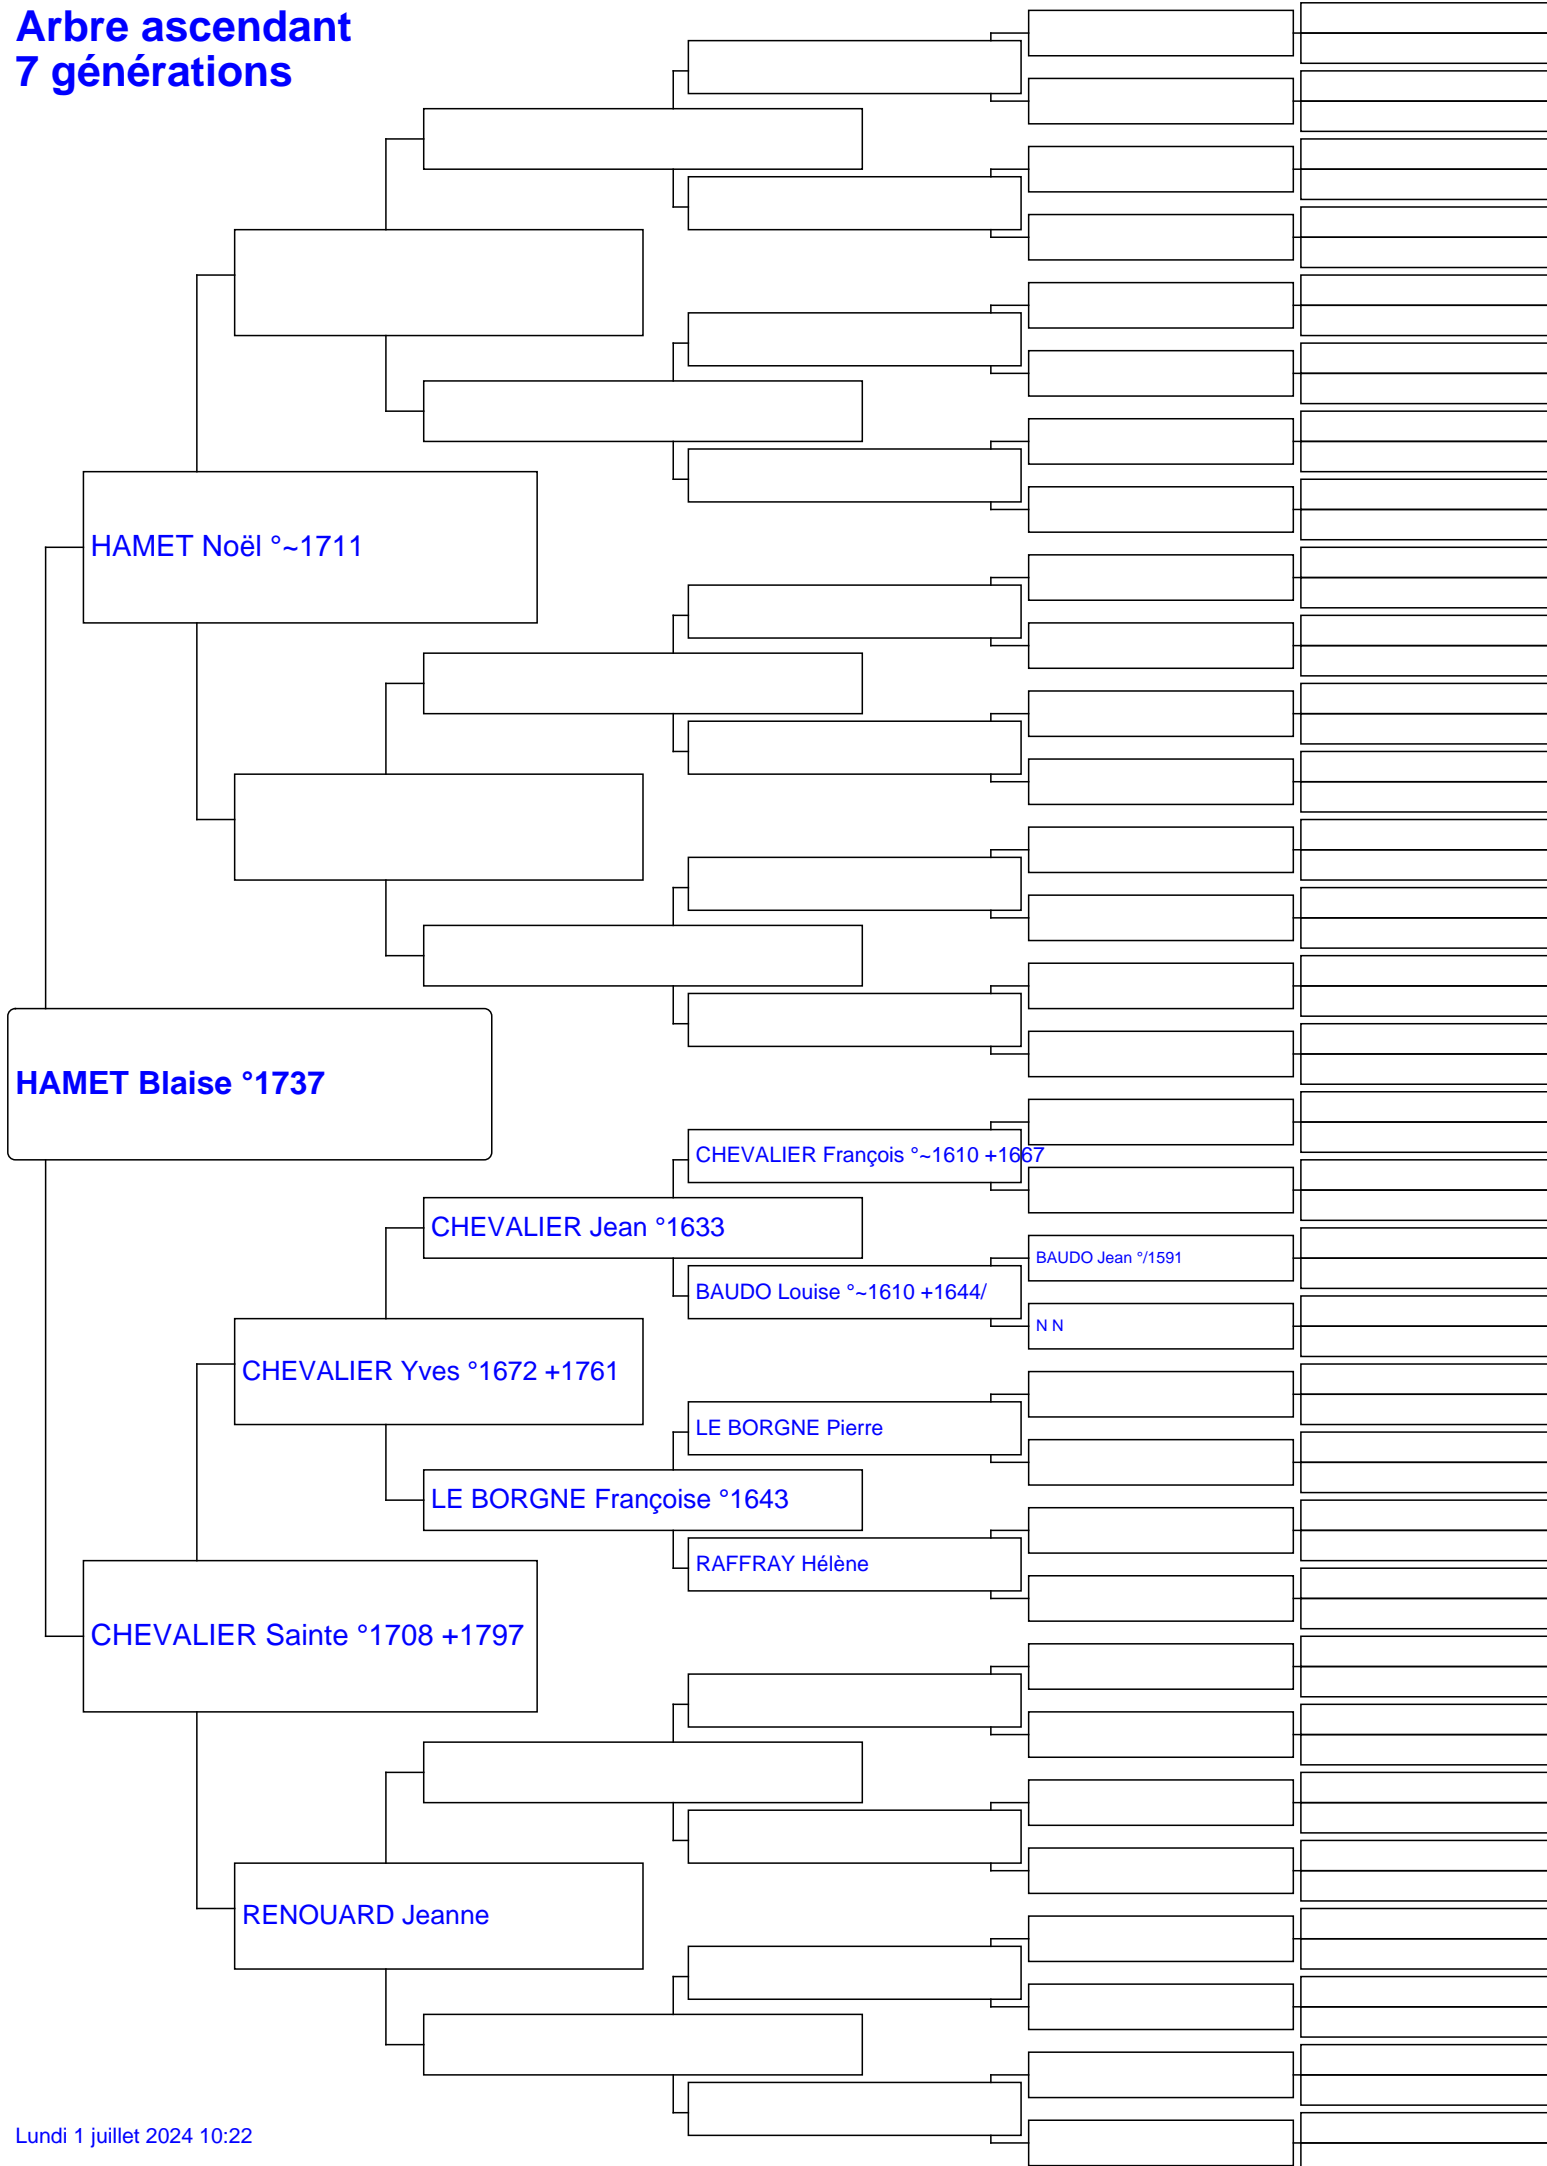 Arbre ascendant
7 générations
HAMET Noël °~1711
HAMET Blaise °1737
CHEVALIER François °~1610 +1667
CHEVALIER Jean °1633
BAUDO Jean °/1591
BAUDO Louise °~1610 +1644/
N N
CHEVALIER Yves °1672 +1761
LE BORGNE Pierre
LE BORGNE Françoise °1643
RAFFRAY Hélène
CHEVALIER Sainte °1708 +1797
RENOUARD Jeanne
Lundi 1 juillet 2024 10:22